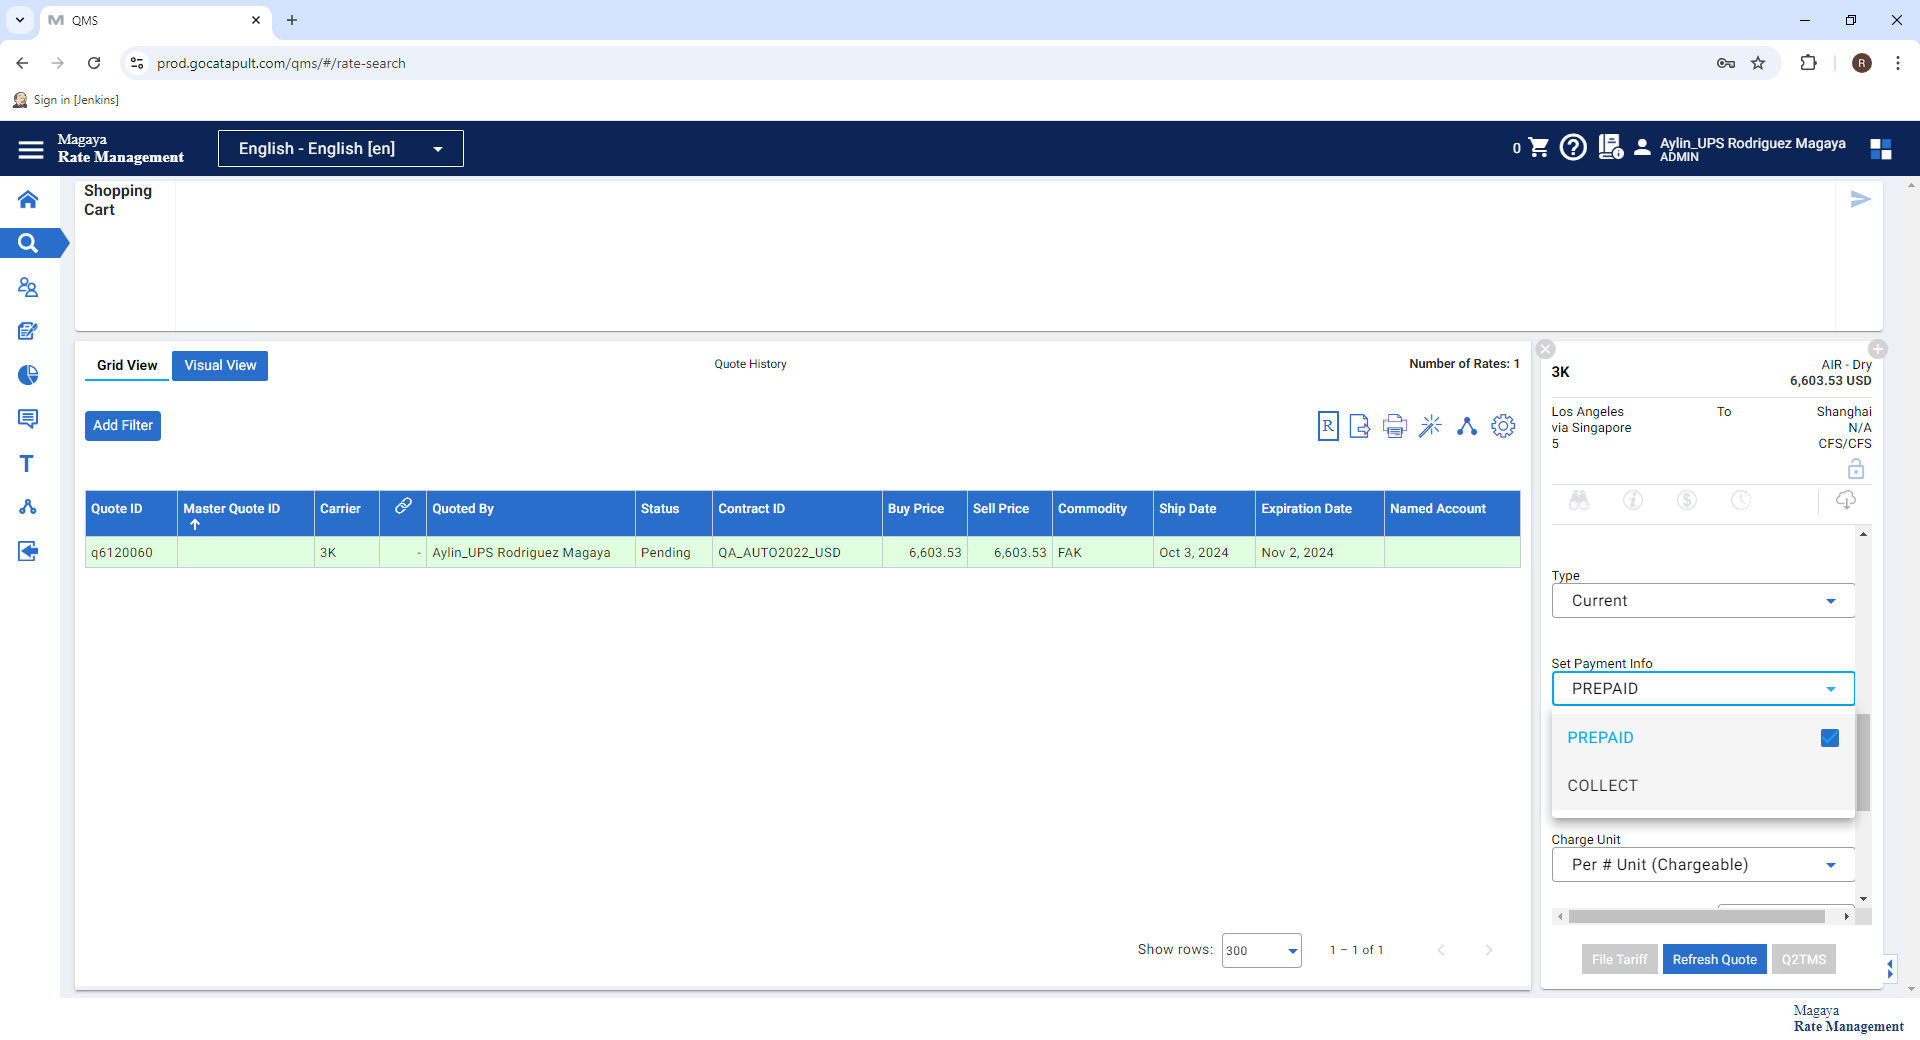 QMS
prod.gocatapult.com/qms/#/rate-search
R
Sign in [Jenkins]
Magaya
Rate Management
English - English [en]
0
Aylin_UPS Rodriguez Magaya
ADMIN
Shopping
Cart
Grid View
Visual View
Quote History
Number of Rates: 1
Add Filter
R
Quote ID
Master Quote ID
Carrier
Quoted By
Status
Contract ID
Buy Price
Sell Price
Commodity
Ship Date
Expiration Date
Named Account
q6120060
3K
-
Aylin_UPS Rodriguez Magaya
Pending
QA_AUTO2022_USD
6,603.53
6,603.53
FAK
Oct 3, 2024
Nov 2, 2024
Show rows:
300
1 – 1 of 1
3K
AIR - Dry
6,603.53 USD
Los Angeles
To
Shanghai
via Singapore
N/A
5
CFS/CFS
Type
Current
Set Payment Info
PREPAID
PREPAID
COLLECT
Charge Unit
Per # Unit (Chargeable)
File Tariff
Refresh Quote
Q2TMS
Magaya
Rate Management